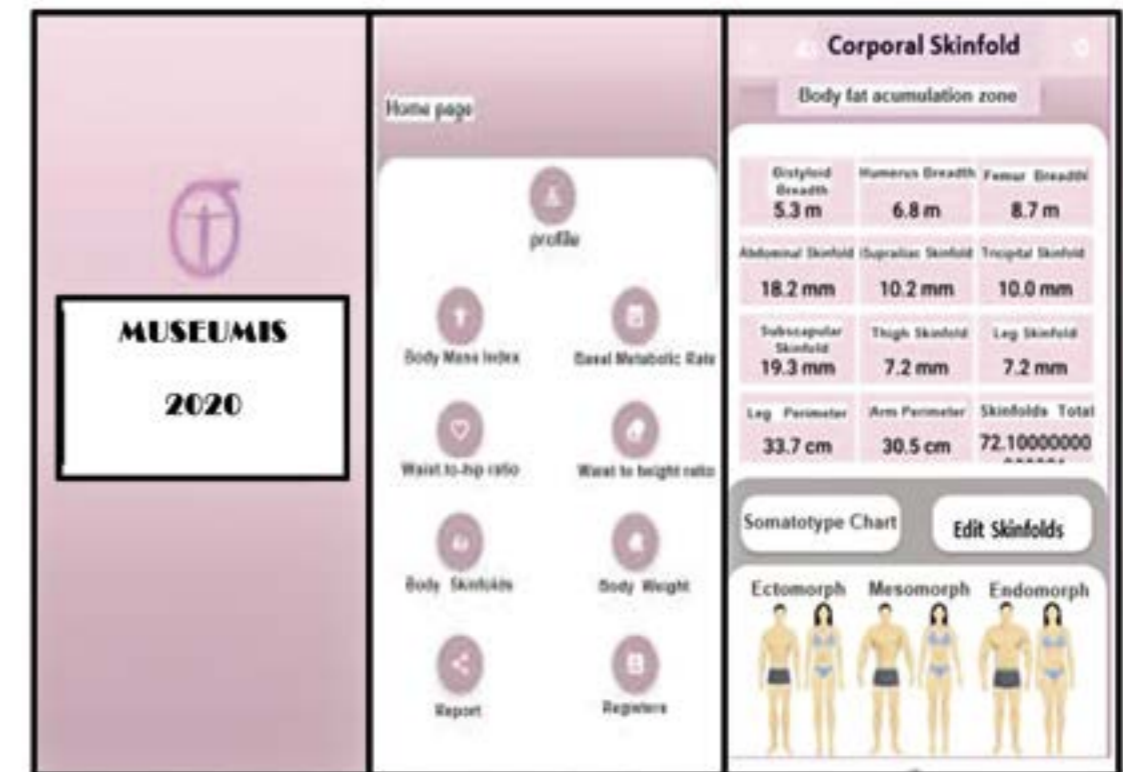 MUSEUMIS
2020
Home page
profile
Body Mass Index
Basal Metabolic Rate
Waist to-hip ratio
Waist to height ratio
Body Skinfolds
Body Weight
Report
Registers
Corporal Skinfold
Body fat acumulation zone
Bistyloid
Breadth
5.3 m
Humerus Breadth
6.8 m
Femur Breadth
8.7 m
Abdominal Skinfold
18.2 mm
Suprailiac Skinfold
10.2 mm
Tricipital Skinfold
10.0 mm
Subscapular
Skinfold
19.3 mm
Thigh Skinfold
7.2 mm
Leg Skinfold
7.2 mm
Leg Perimeter
33.7 cm
Arm Perimeter
30.5 cm
Skinfolds Total
72.10000000
Somatotype Chart
Edit Skinfolds
Ectomorph
Mesomorph
Endomorph